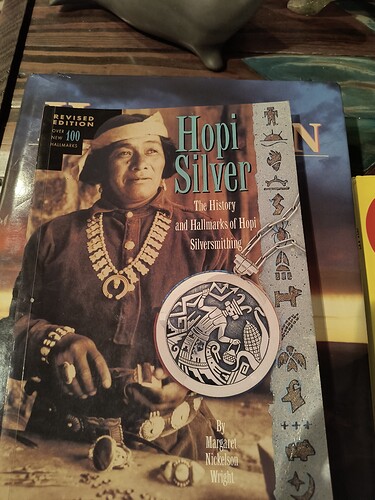 REVISED
EDITION
OVER 100
NEW
HALLMARKS
Hopi
Silver
The History
and Hallmarks of Hopi
Silversmithing
By
Margaret
Nickelson
Wright
N